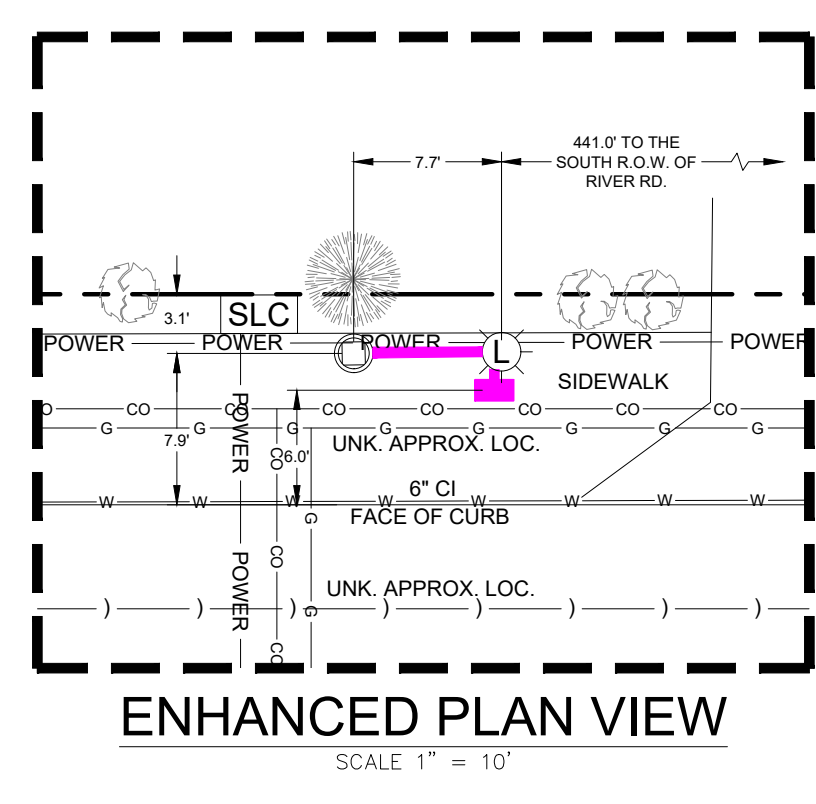 441.0' TO THE
7.7' SOUTH R.O.W. OF
RIVER RD.
3.1' SLC
POWER POWER POWER POWER POWER
L
SIDEWALK
O CO CO CO CO CO CO CO
POWER
G G G G G G G G
7.9' UNK. APPROX. LOC.
CO 6.0'
6" CI
W W W W W W W W
G FACE OF CURB
CO
POWER
UNK. APPROX. LOC.
) ) ) ) ) ) ) )
G
CO
ENHANCED PLAN VIEW
SCALE 1" = 10'